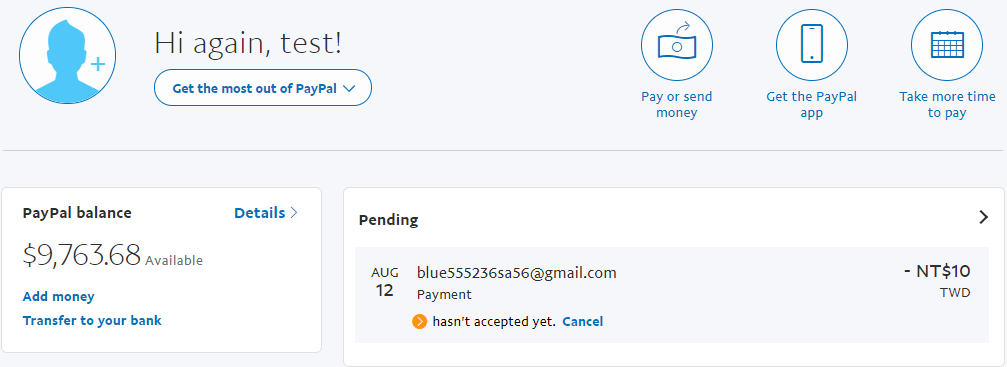 Hi again, test!
Get the most out of PayPal
Pay or send
money
Get the PayPal
app
Take more time
to pay
PayPal balance
Details
$9,763.68 Available
Add money
Transfer to your bank
Pending
AUG
12
blue555236sa56@gmail.com
Payment
hasn't accepted yet. Cancel
- NT$10
TWD